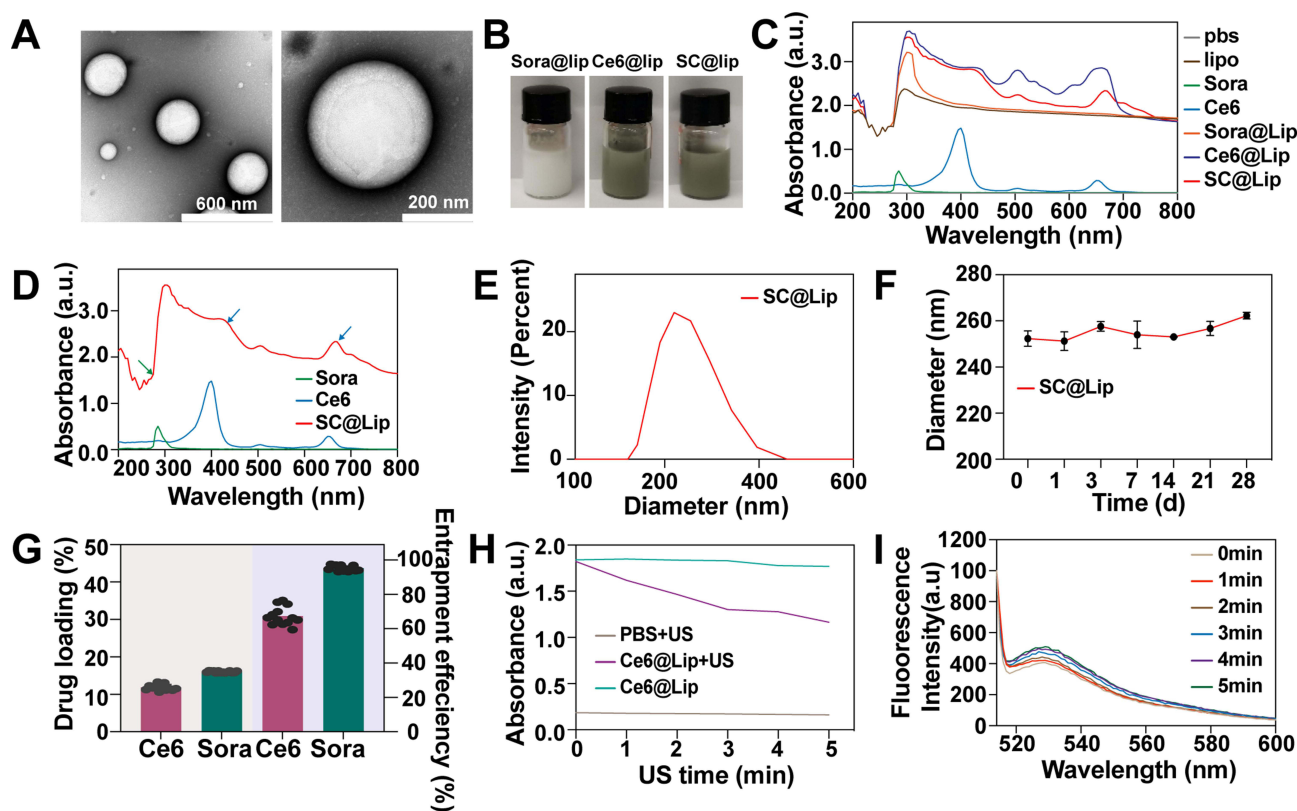 A
600 nm
200 nm
B
Sora@lip Ce6@lip SC@lip
C
Absorbance (a.u.)
3.0
2.0
1.0
0.0
200 300 400 500 600 700 800
Wavelength (nm)
pbs
lipo
Sora
Ce6
Sora@Lip
Ce6@Lip
SC@Lip
D
Absorbance (a.u.)
3.0
2.0
1.0
0.0
200 300 400 500 600 700 800
Wavelength (nm)
Sora
Ce6
SC@Lip
E
Intensity (Percent)
20
10
0
100 200 400 600
Diameter (nm)
SC@Lip
F
Diameter (nm)
280
260
240
220
200
0 1 3 7 14 21 28
Time (d)
SC@Lip
G
Drug loading (%)
50
40
30
20
10
0
Ce6 Sora Ce6 Sora
100
80
60
40
20
0
Entrapment effeciency (%)
H
Absorbance (a.u.)
2.0
1.5
1.0
0.5
0.0
0 1 2 3 4 5
US time (min)
PBS+US
Ce6@Lip+US
Ce6@Lip
I
Fluorescence
Intensity(a.u)
1200
1000
800
600
400
200
0
520 540 560 580 600
Wavelength (nm)
0min
1min
2min
3min
4min
5min